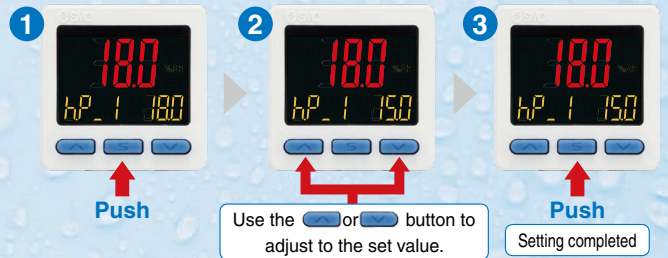 1
18.0
%RH
hP_1 18.0
S
Push
2
18.0
hP_1 15.0
S
Use the or button to
adjust to the set value.
3
18.0
hP_1 15.0
S
Push
Setting completed